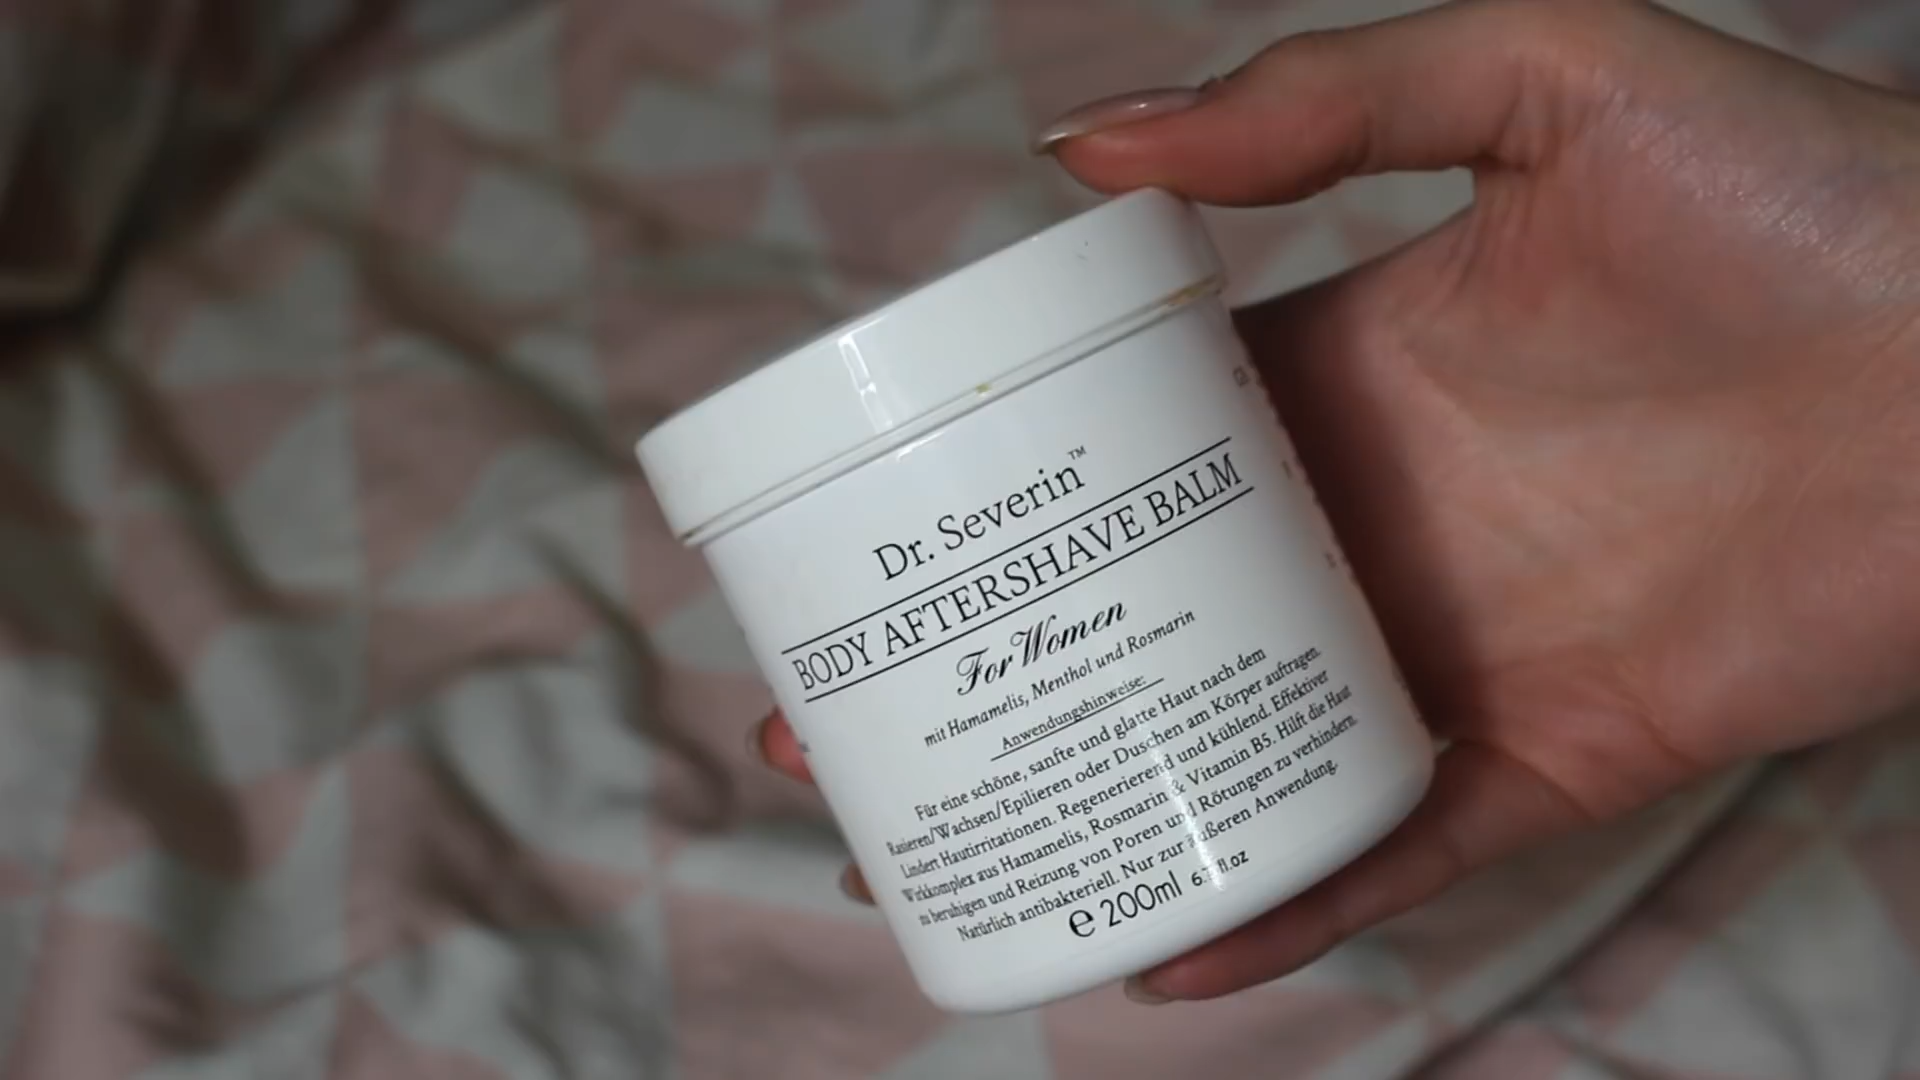 Dr. Severin™
BODY AFTERSHAVE BALM
For Women
mit Hamamelis, Menthol und Rosmarin
Anwendungshinweise:
Für eine schöne, sanfte und glatte Haut nach dem
Rasieren/Wachsen/Epilieren oder Duschen am Körper auftragen.
Lindert Hautirritationen. Regenerierend und kühlend. Effektiver
Wirkkomplex aus Hamamelis, Rosmarin & Vitamin B5. Hilft die Haut
zu beruhigen und Reizung von Poren und Rötungen zu verhindern.
Natürlich antibakteriell. Nur zur äußeren Anwendung.
℮ 200ml fl.oz